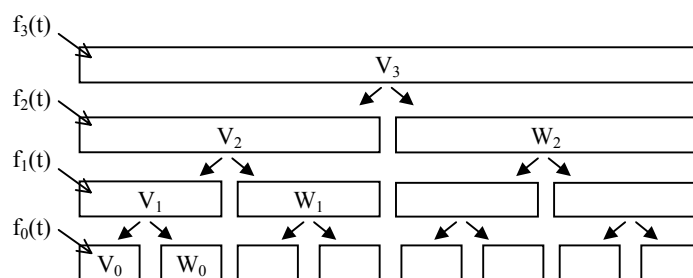 f₃(t)
V₃
f₂(t)
V₂ W₂
f₁(t)
V₁ W₁
f₀(t)
V₀ W₀